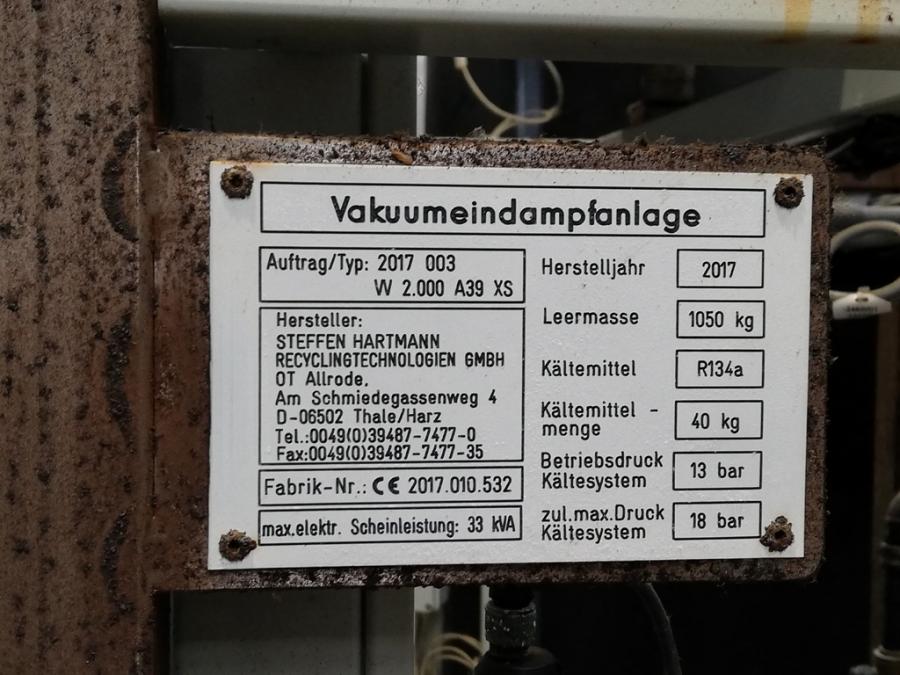 Vakuumeindampfanlage
Auftrag/Typ: 2017 003
W 2.000 A39 XS
Hersteller:
STEFFEN HARTMANN
RECYCLINGTECHNOLOGIEN GMBH
OT Allrode,
Am Schmiedegassenweg 4
D-06502 Thale/Harz
Tel.:0049(0)39487-7477-0
Fax:0049(0)39487-7477-35
Fabrik-Nr.: CE 2017.010.532
max.elektr. Scheinleistung: 33 kVA
Herstelljahr 2017
Leermasse 1050 kg
Kältemittel R134a
Kältemittel -
menge 40 kg
Betriebsdruck
Kältesystem 13 bar
zul.max.Druck
Kältesystem 18 bar